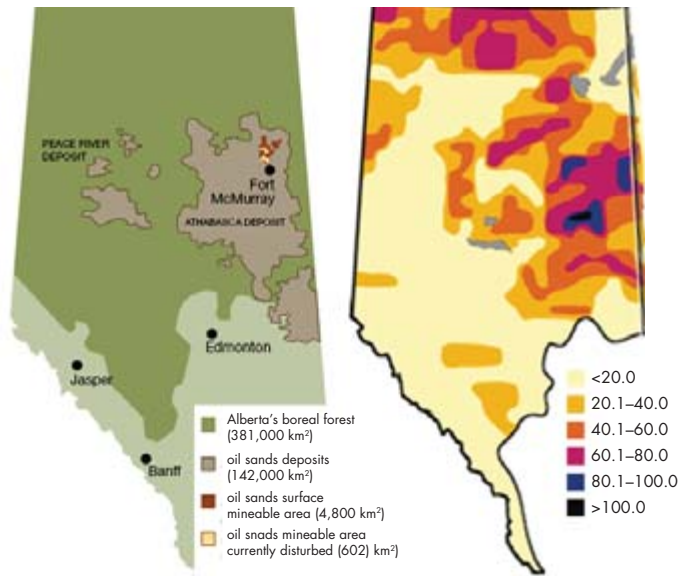 PEACE RIVER
DEPOSIT
Fort
McMurray
ATHABASCA DEPOSIT
Edmonton
Jasper
Banff
Alberta's boreal forest
(381,000 km²)
oil sands deposits
(142,000 km²)
oil sands surface
mineable area (4,800 km²)
oil snads mineable area
currently disturbed (602) km²)
<20.0
20.1–40.0
40.1–60.0
60.1–80.0
80.1–100.0
>100.0